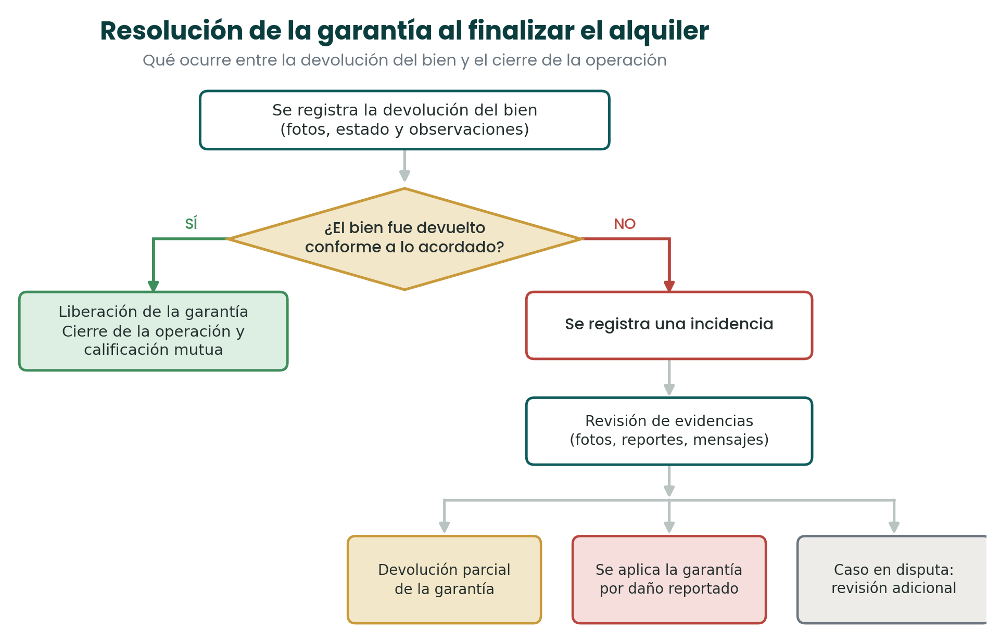 Resolución de la garantía al finalizar el alquiler
Qué ocurre entre la devolución del bien y el cierre de la operación
Se registra la devolución del bien
(fotos, estado y observaciones)
¿El bien fue devuelto
conforme a lo acordado?
SÍ
NO
Liberación de la garantía
Cierre de la operación y
calificación mutua
Se registra una incidencia
Revisión de evidencias
(fotos, reportes, mensajes)
Devolución parcial
de la garantía
Se aplica la garantía
por daño reportado
Caso en disputa:
revisión adicional